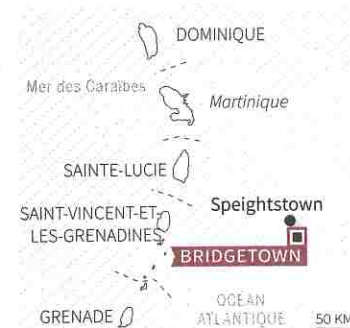 DOMINIQUE
Mer des Caraïbes
Martinique
SAINTE-LUCIE
Speightstown
SAINT-VINCENT-ET-
LES-GRENADINES
BRIDGETOWN
OCÉAN
ATLANTIQUE
GRENADE
50 KM